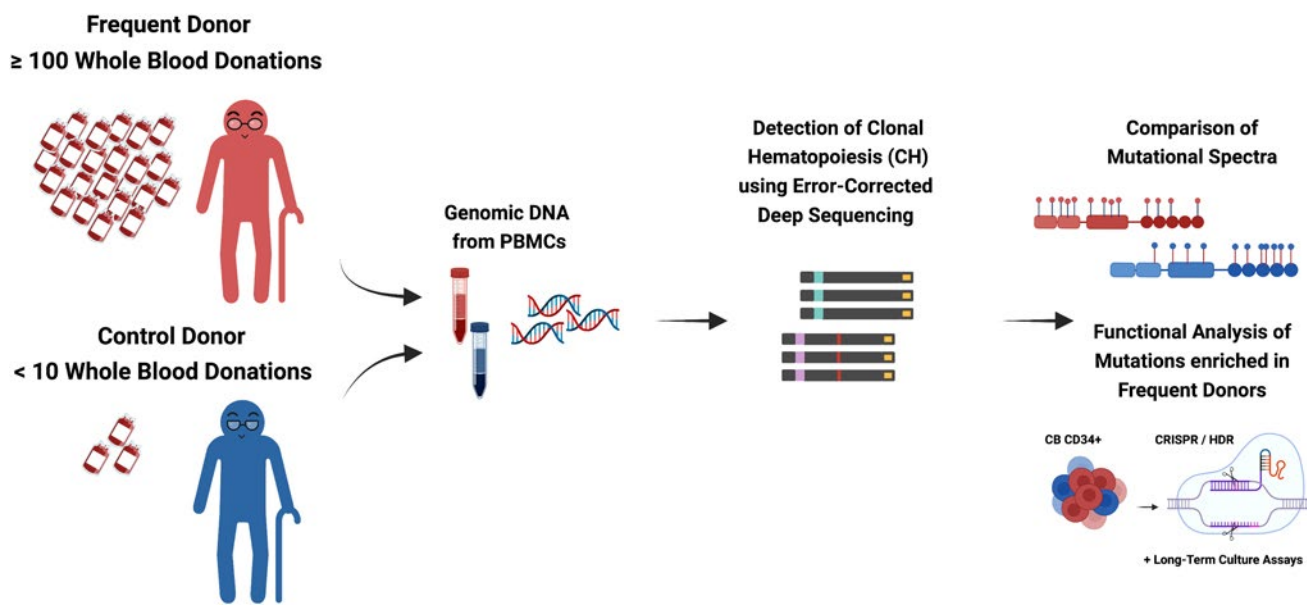 Frequent Donor
≥ 100 Whole Blood Donations
Control Donor
< 10 Whole Blood Donations
Genomic DNA
from PBMCs
Detection of Clonal
Hematopoiesis (CH)
using Error-Corrected
Deep Sequencing
Comparison of
Mutational Spectra
Functional Analysis of
Mutations enriched in
Frequent Donors
CB CD34+
CRISPR / HDR
+ Long-Term Culture Assays